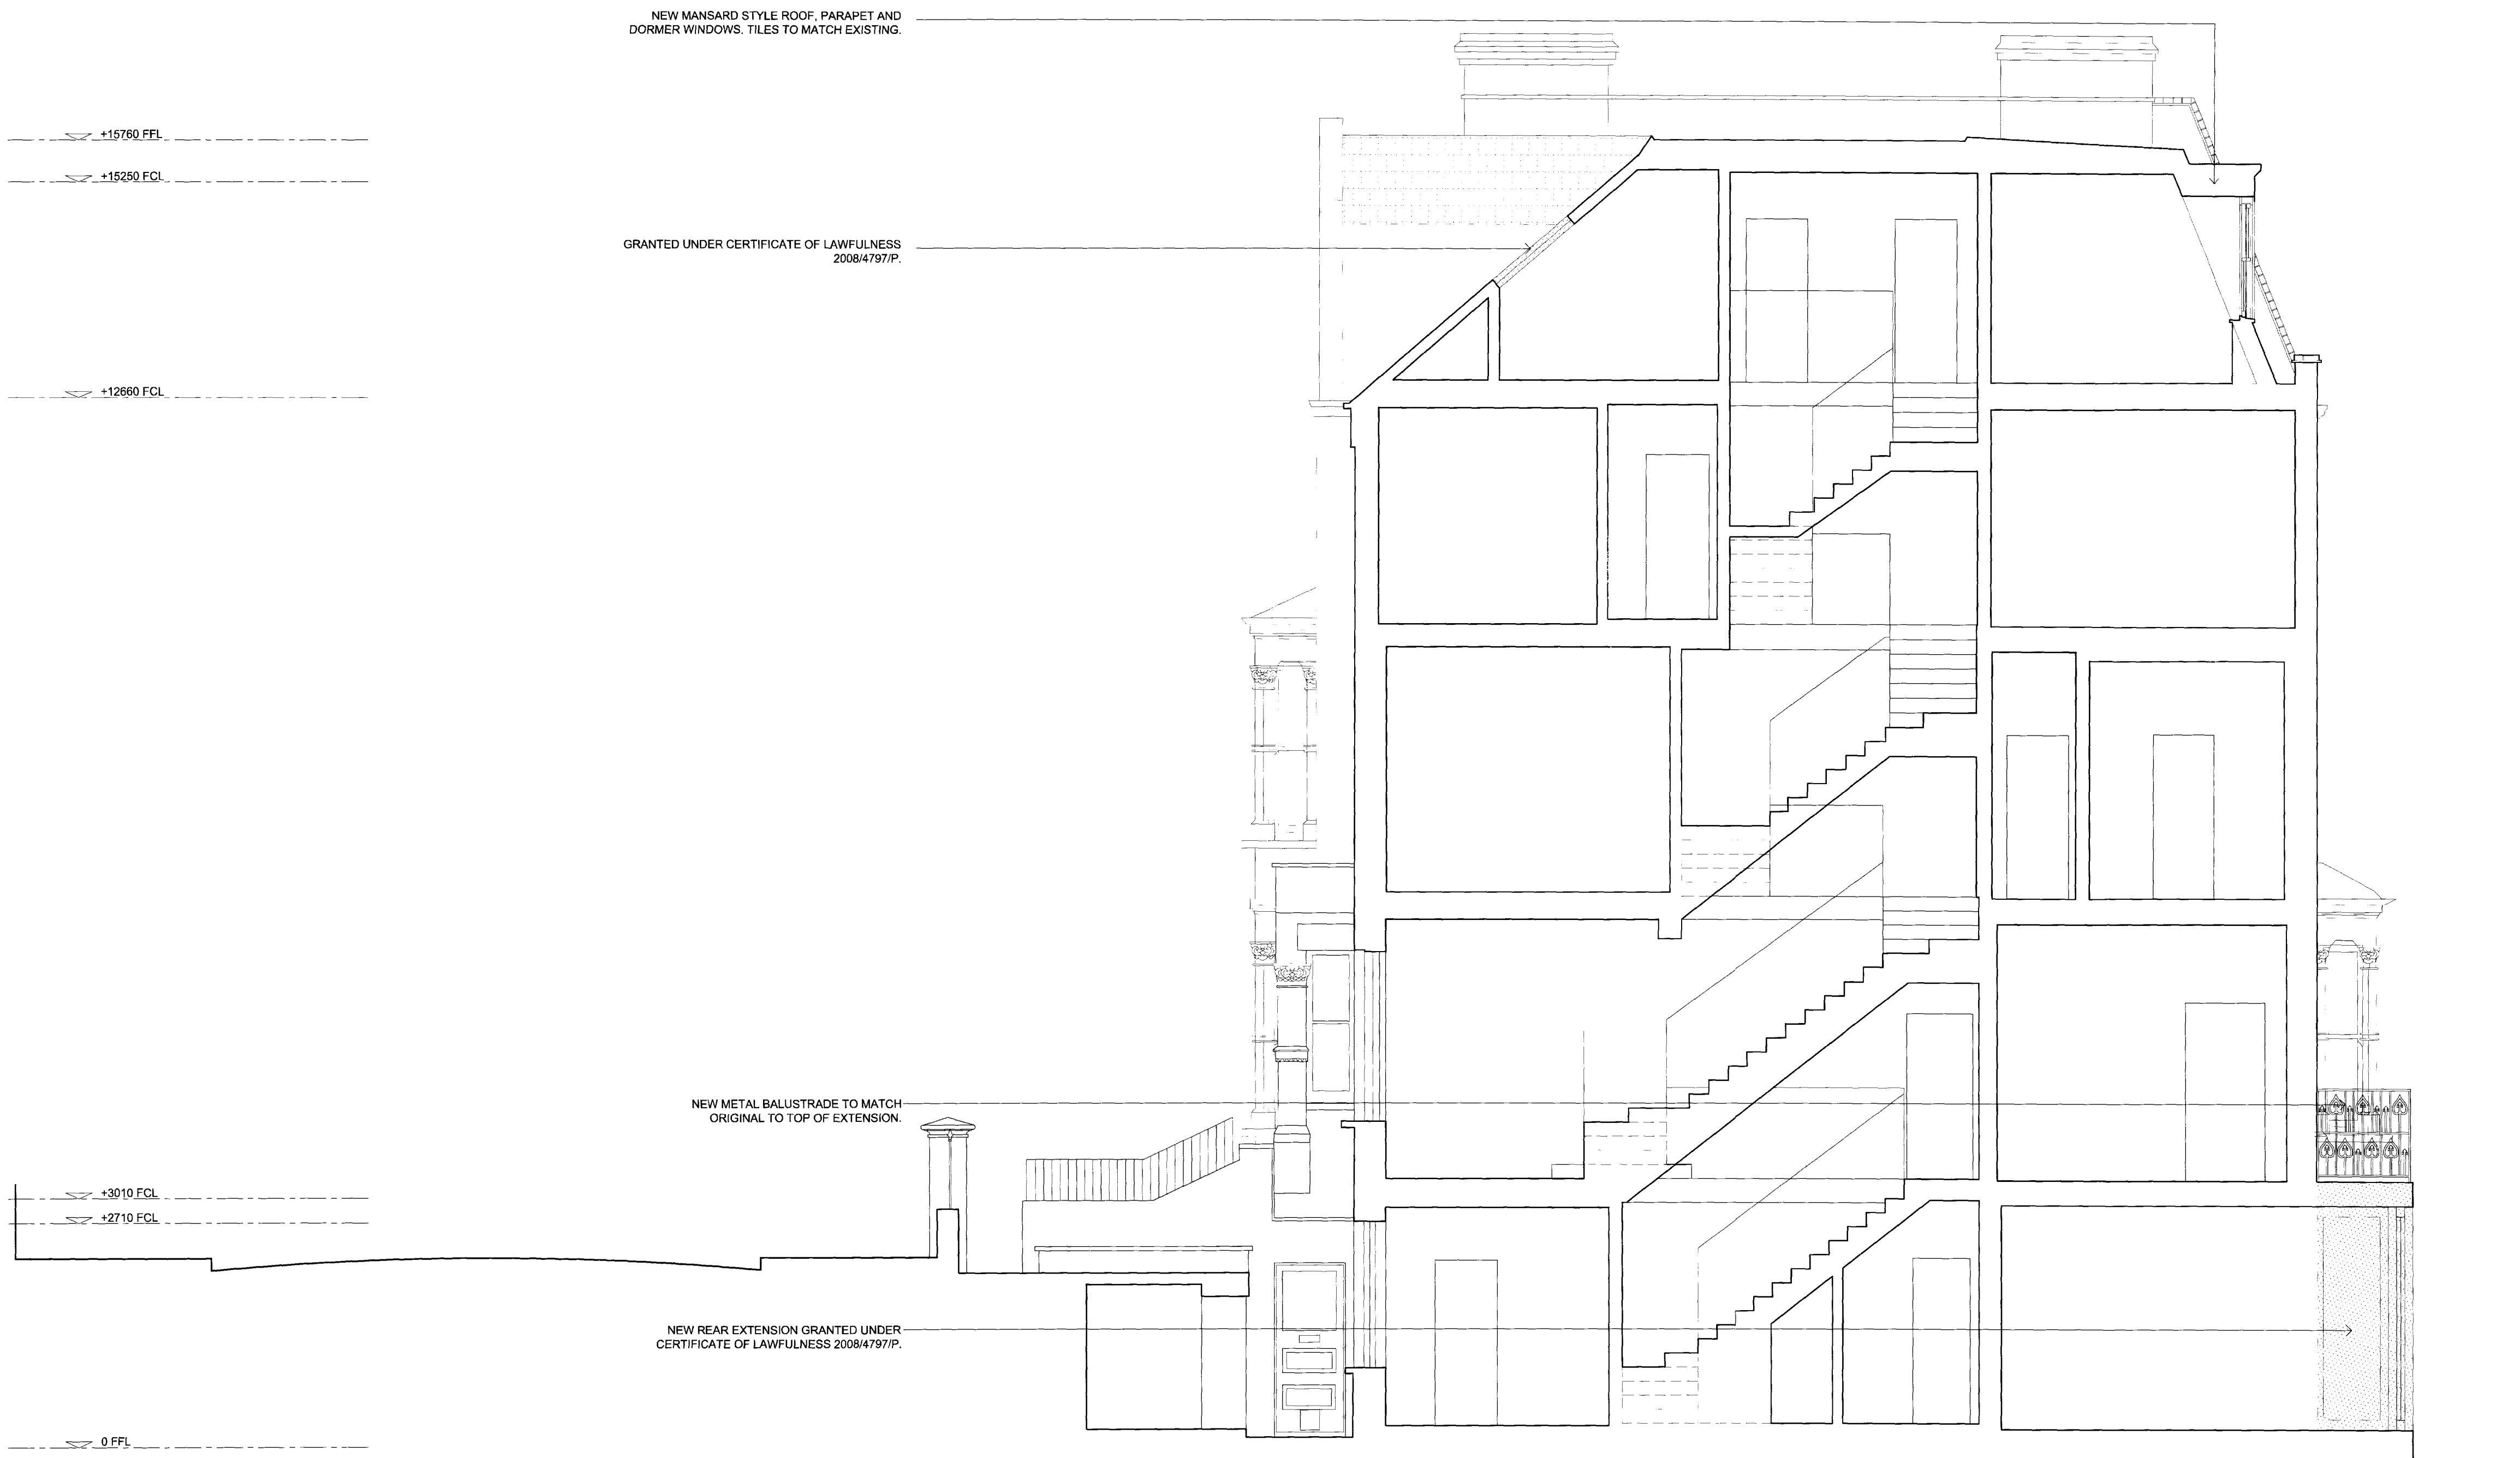 NEW MANSARD STYLE ROOF, PARAPET AND
DORMER WINDOWS. TILES TO MATCH EXISTING.
+15760 FFL
+15250 FCL
GRANTED UNDER CERTIFICATE OF LAWFULNESS
2008/4797/P.
+12660 FCL
NEW METAL BALUSTRADE TO MATCH
ORIGINAL TO TOP OF EXTENSION.
+3010 FCL
+2710 FCL
NEW REAR EXTENSION GRANTED UNDER
CERTIFICATE OF LAWFULNESS 2008/4797/P.
0 FFL